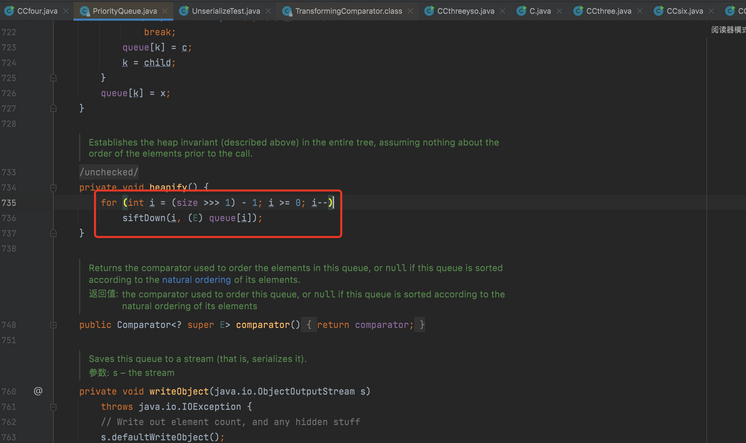 CCfour.java PriorityQueue.java UnserializeTest.java TransformingComparator.class CCthreeyso.java C.java CCthree.java CCsix.java
722 break;
723 queue[k] = c;
724 k = child;
725 }
726 queue[k] = x;
727 }
728
阅读器模式
Establishes the heap invariant (described above) in the entire tree, assuming nothing about the
order of the elements prior to the call.
733 /unchecked/
734 private void heapify() {
735 for (int i = (size >>> 1) - 1; i >= 0; i--)
736 siftDown(i, (E) queue[i]);
737 }
738
Returns the comparator used to order the elements in this queue, or null if this queue is sorted
according to the natural ordering of its elements.
返回值: the comparator used to order this queue, or null if this queue is sorted according to the
natural ordering of its elements
748 public Comparator<? super E> comparator() { return comparator; }
751
Saves this queue to a stream (that is, serializes it).
参数: s – the stream
760 @ private void writeObject(java.io.ObjectOutputStream s)
761 throws java.io.IOException {
762 // Write out element count, and any hidden stuff
763 s.defaultWriteObject();